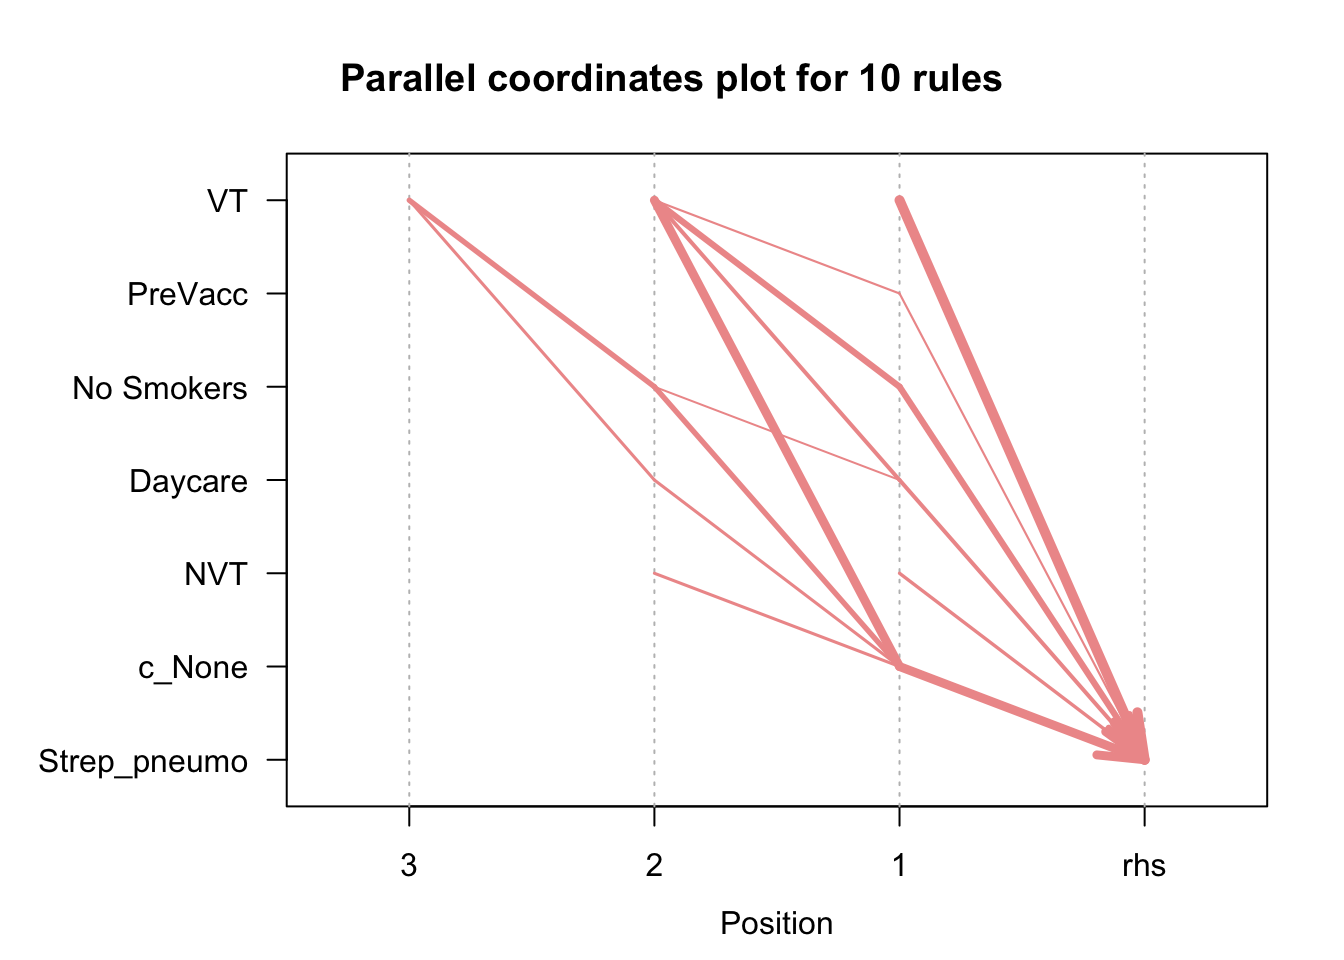 Parallel coordinates plot for 10 rules
VT
PreVacc
No Smokers
Daycare
NVT
c_None
Strep_pneumo
3 2 1 rhs
Position